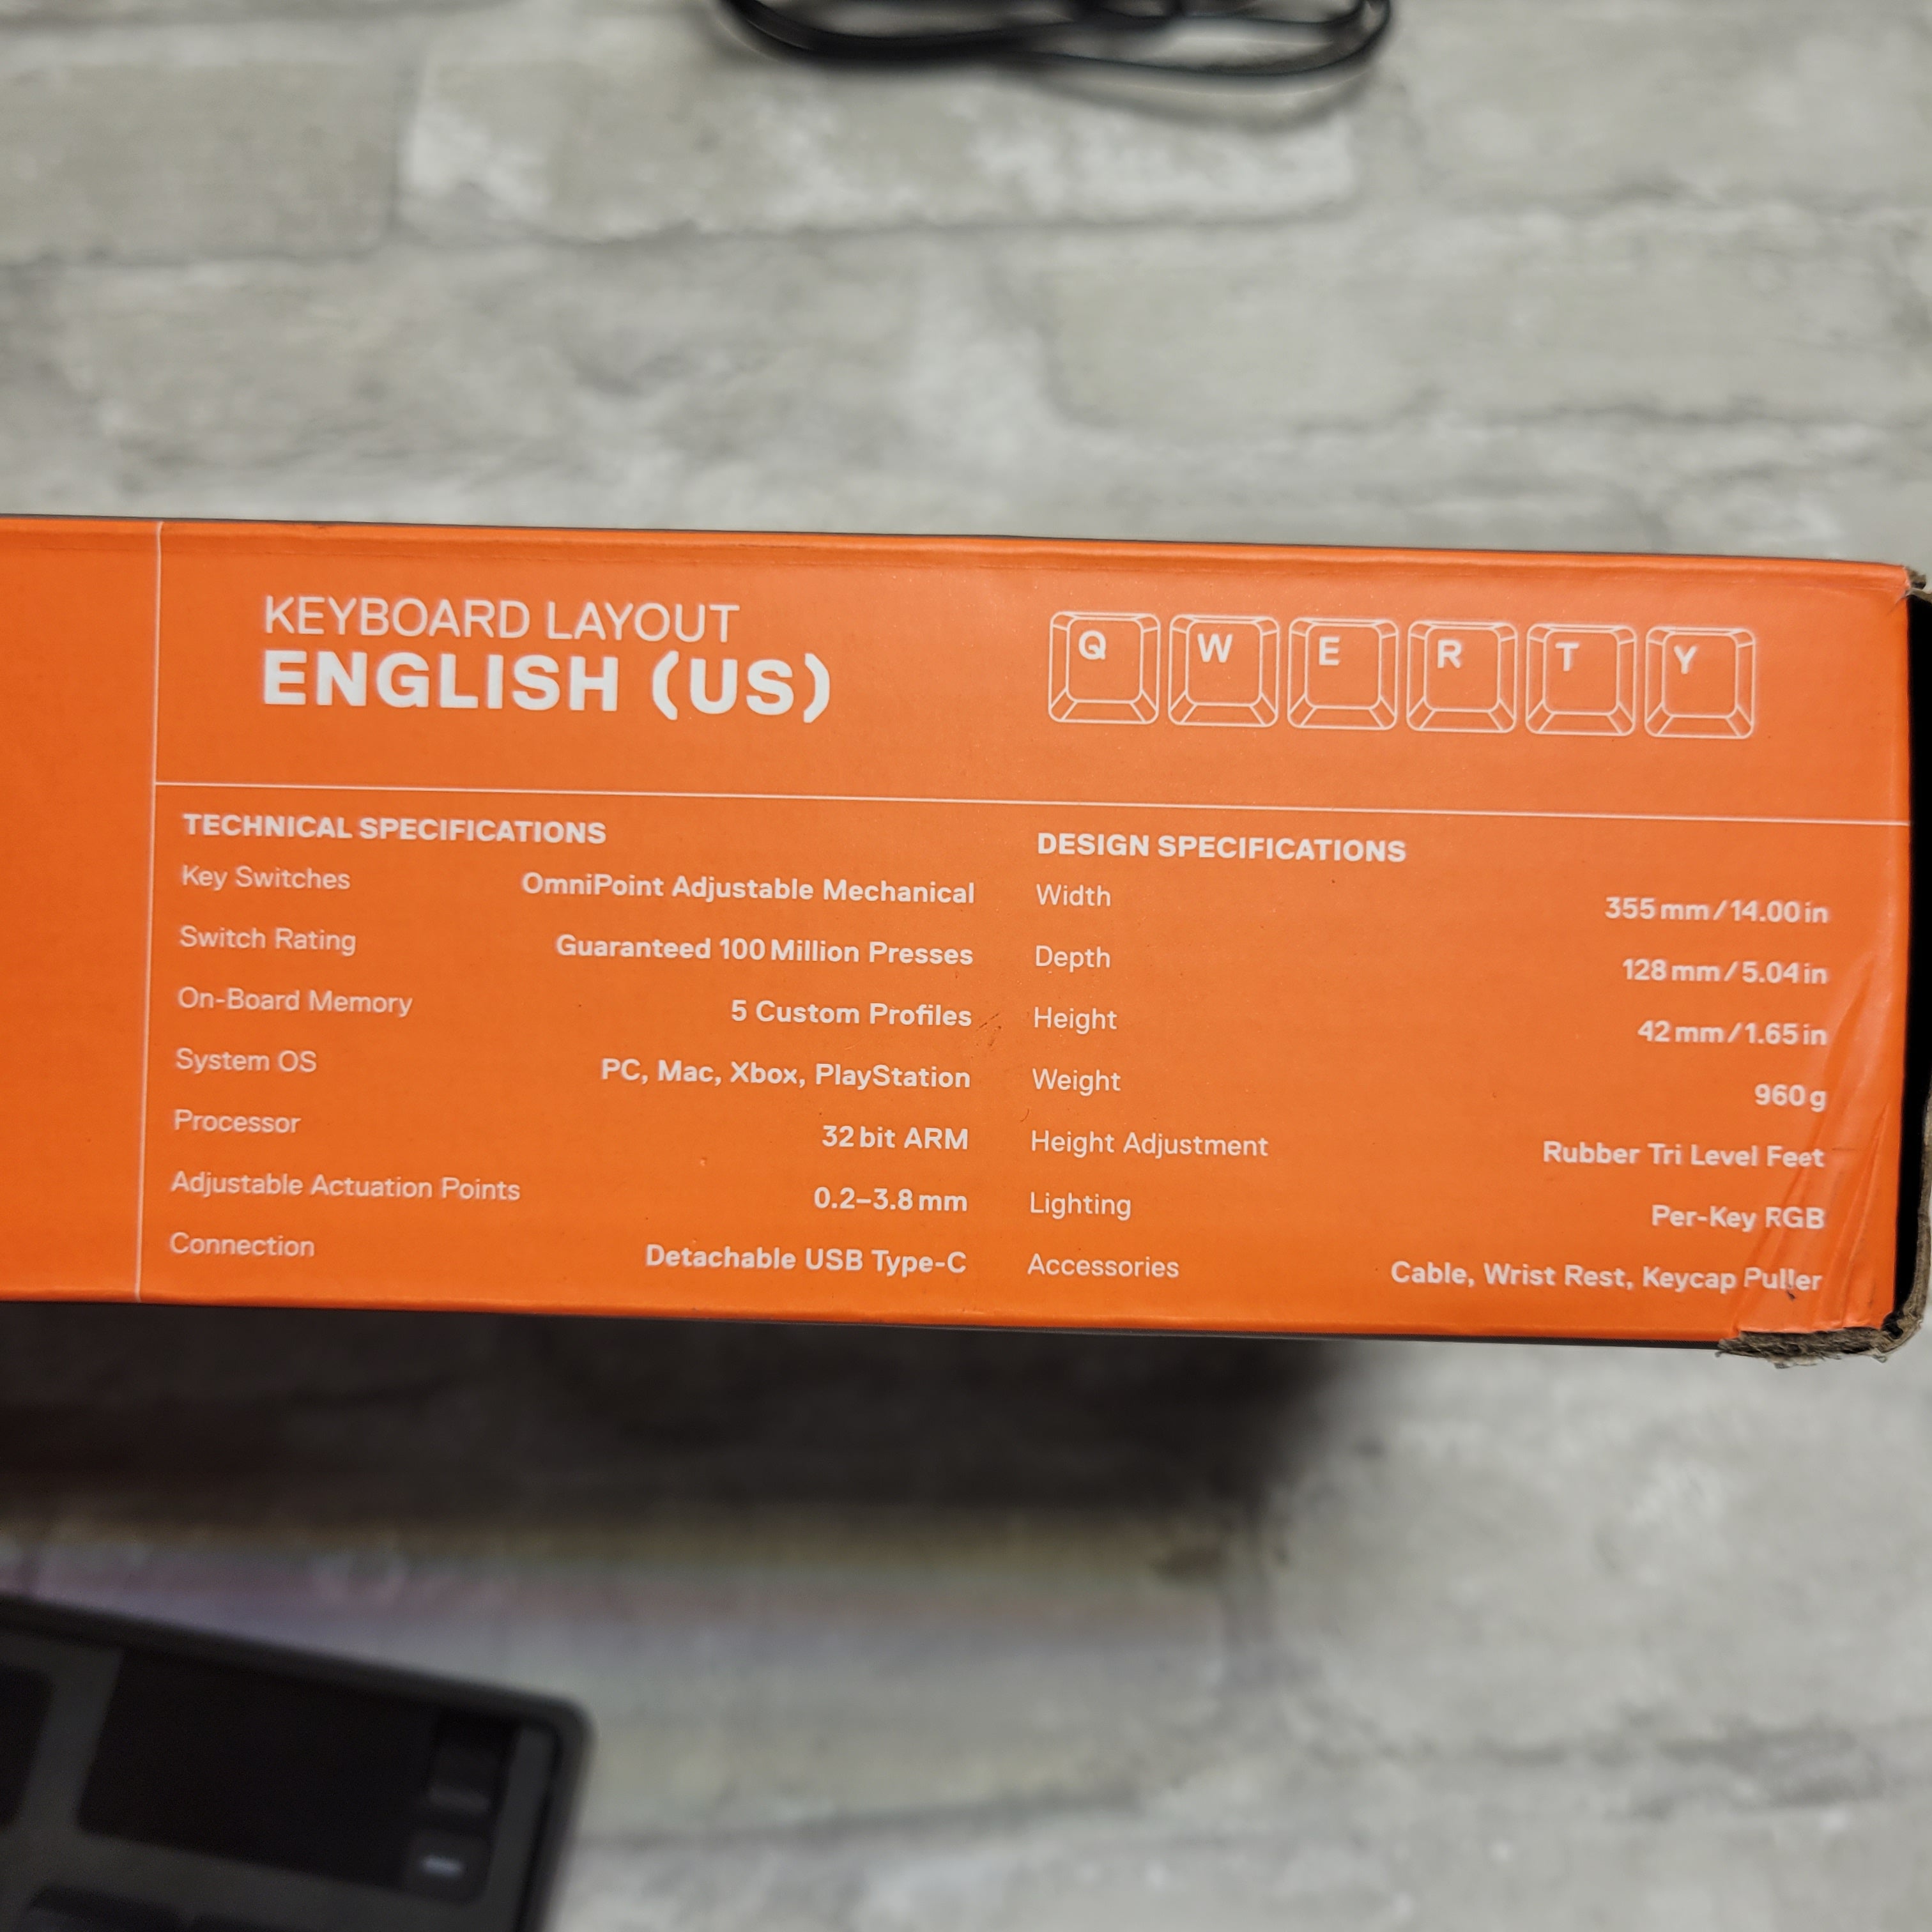 KEYBOARD LAYOUT
ENGLISH (US)
Q W E R T Y
TECHNICAL SPECIFICATIONS
Key Switches OmniPoint Adjustable Mechanical
Switch Rating Guaranteed 100 Million Presses
On-Board Memory 5 Custom Profiles
System OS PC, Mac, Xbox, PlayStation
Processor 32 bit ARM
Adjustable Actuation Points 0.2–3.8 mm
Connection Detachable USB Type-C
DESIGN SPECIFICATIONS
Width 355 mm / 14.00 in
Depth 128 mm / 5.04 in
Height 42 mm / 1.65 in
Weight 960 g
Height Adjustment Rubber Tri Level Feet
Lighting Per-Key RGB
Accessories Cable, Wrist Rest, Keycap Puller